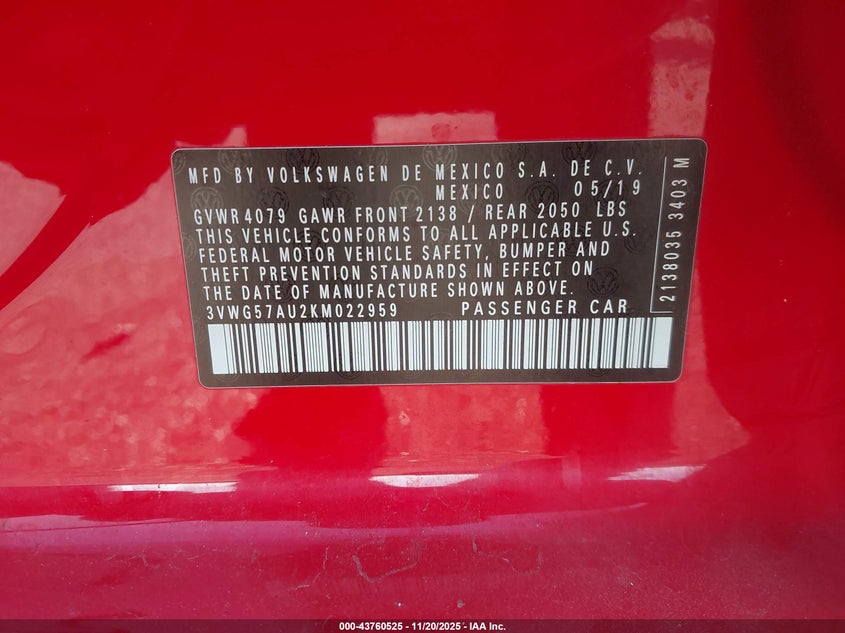 MFD BY VOLKSWAGEN DE MEXICO S.A. DE C.V.
MEXICO 05/19
GVWR 4079 GAWR FRONT 2138 / REAR 2050 LBS
THIS VEHICLE CONFORMS TO ALL APPLICABLE U.S.
FEDERAL MOTOR VEHICLE SAFETY, BUMPER AND
THEFT PREVENTION STANDARDS IN EFFECT ON
THE DATE OF MANUFACTURE SHOWN ABOVE.
3VWG57AU2KM022959 PASSENGER CAR
2138035 3403 M
000-43760525 - 11/20/2025 - IAA Inc.